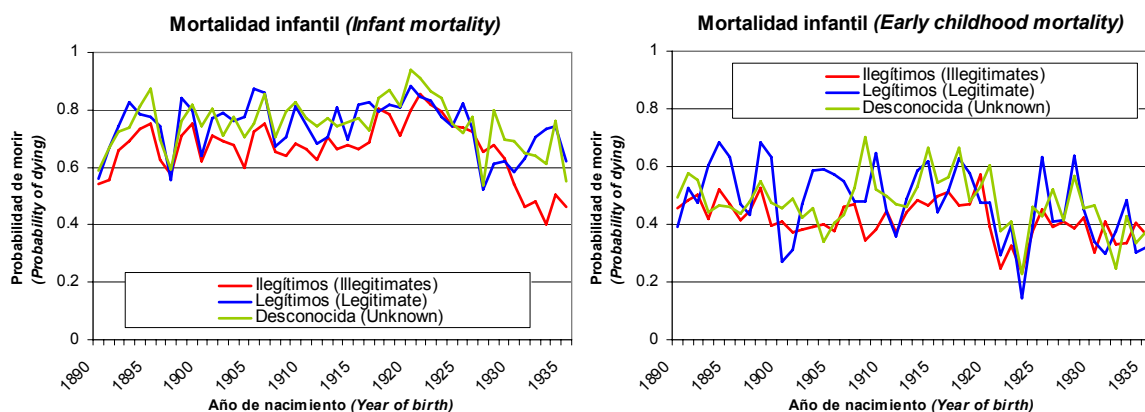 Mortalidad infantil (Infant mortality)
Probabilidad de morir
(Probability of dying)
1
0.8
0.6
0.4
0.2
0
Ilegítimos (Illegitimates)
Legítimos (Legitimate)
Desconocida (Unknown)
1890
1895
1900
1905
1910
1915
1920
1925
1930
1935
Año de nacimiento (Year of birth)
Mortalidad infantil (Early childhood mortality)
Probabilidad de morir
(Probability of dying)
1
0.8
0.6
0.4
0.2
0
Ilegítimos (Illegitimates)
Legítimos (Legitimate)
Desconocida (Unknown)
1890
1895
1900
1905
1910
1915
1920
1925
1930
1935
Año de nacimiento (Year of birth)